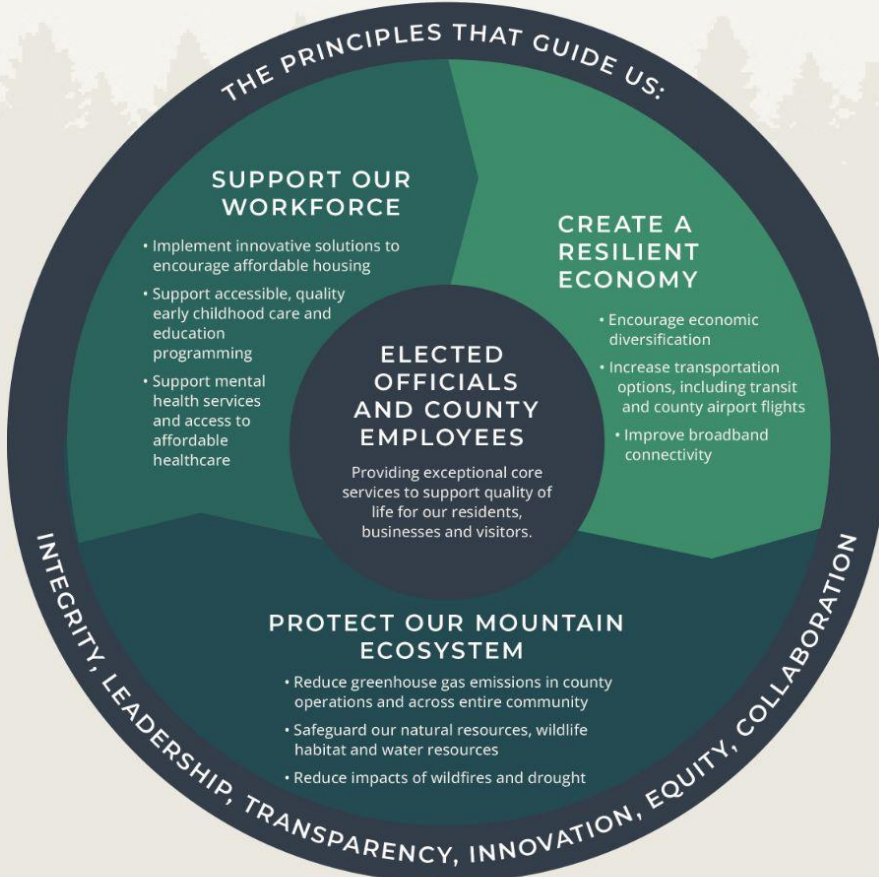 THE PRINCIPLES THAT GUIDE US:
SUPPORT OUR
WORKFORCE
• Implement innovative solutions to
encourage affordable housing
• Support accessible, quality
early childhood care and
education
programming
• Support mental
health services
and access to
affordable
healthcare
CREATE A
RESILIENT
ECONOMY
• Encourage economic
diversification
• Increase transportation
options, including transit
and county airport flights
• Improve broadband
connectivity
ELECTED
OFFICIALS
AND COUNTY
EMPLOYEES
Providing exceptional core
services to support quality of
life for our residents,
businesses and visitors.
PROTECT OUR MOUNTAIN
ECOSYSTEM
• Reduce greenhouse gas emissions in county
operations and across entire community
• Safeguard our natural resources, wildlife
habitat and water resources
• Reduce impacts of wildfires and drought
INTEGRITY, LEADERSHIP, TRANSPARENCY, INNOVATION, EQUITY, COLLABORATION